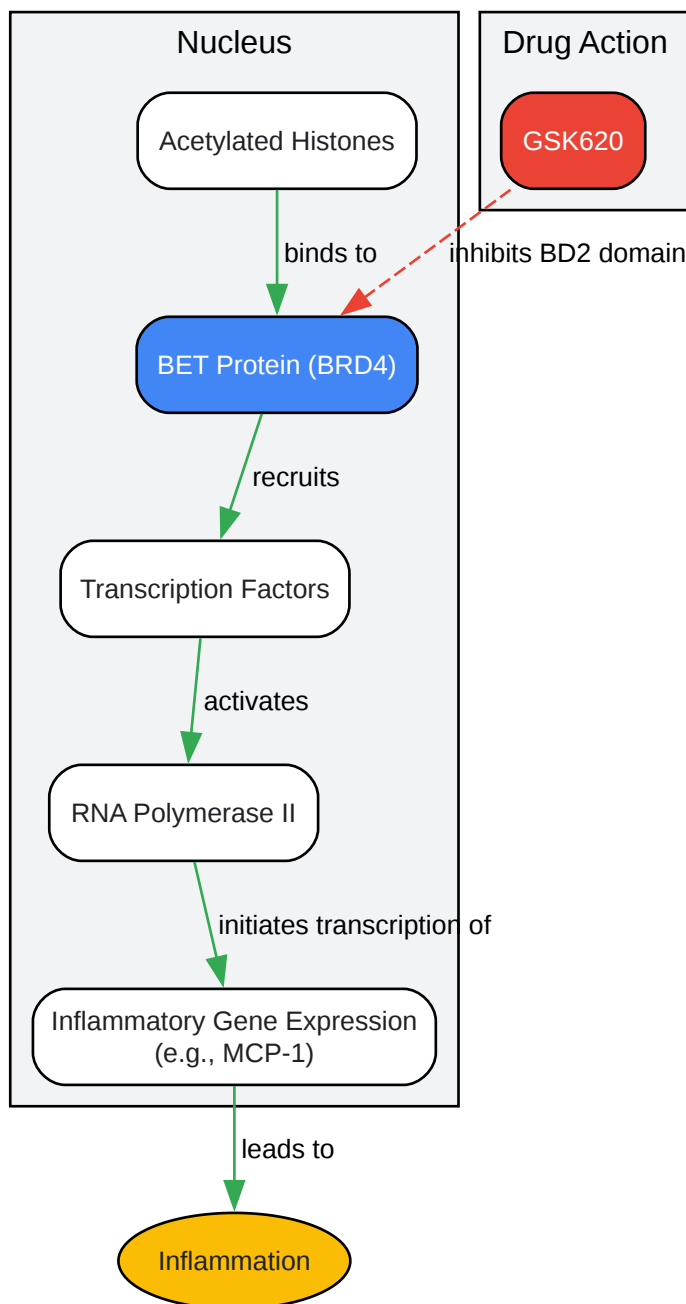 Nucleus
Drug Action
Acetylated Histones
GSK620
binds to
inhibits BD2 domain
BET Protein (BRD4)
recruits
Transcription Factors
activates
RNA Polymerase II
initiates transcription of
Inflammatory Gene Expression
(e.g., MCP-1)
leads to
Inflammation